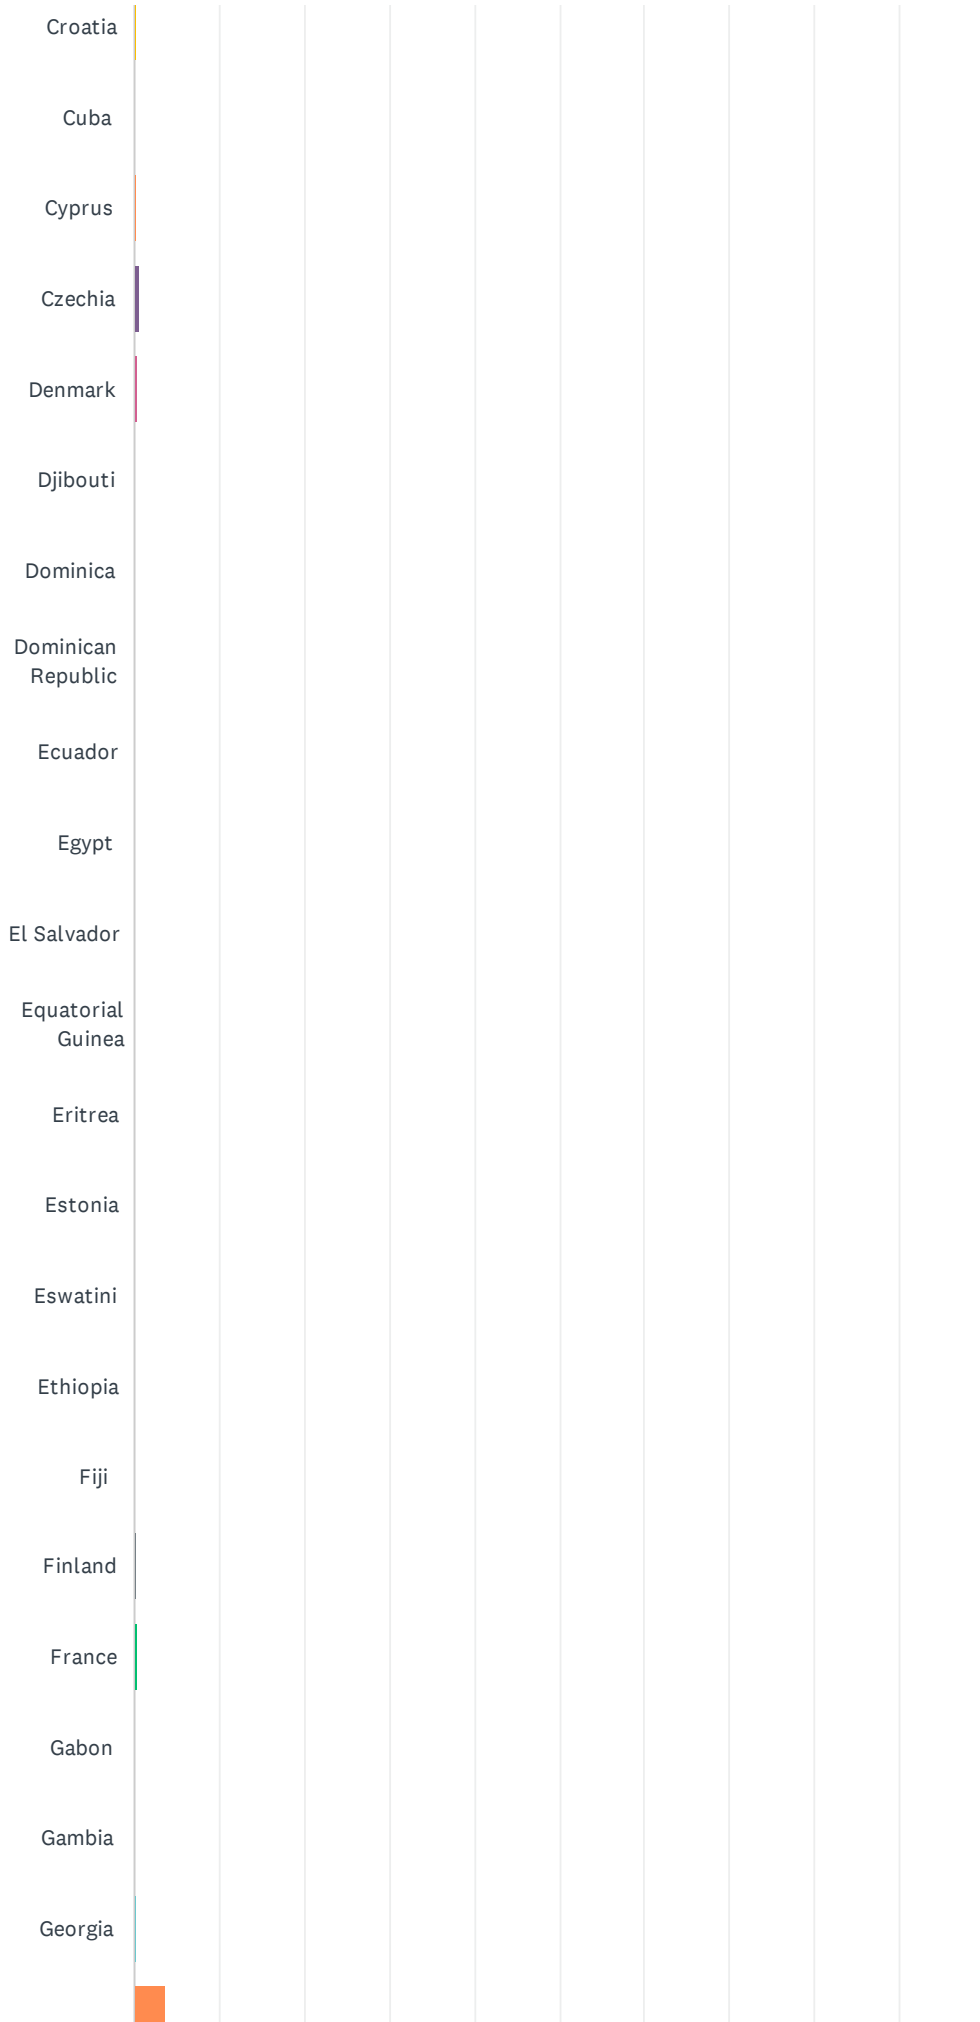 Croatia
Cuba
Cyprus
Czechia
Denmark
Djibouti
Dominica
Dominican
Republic
Ecuador
Egypt
El Salvador
Equatorial
Guinea
Eritrea
Estonia
Eswatini
Ethiopia
Fiji
Finland
France
Gabon
Gambia
Georgia